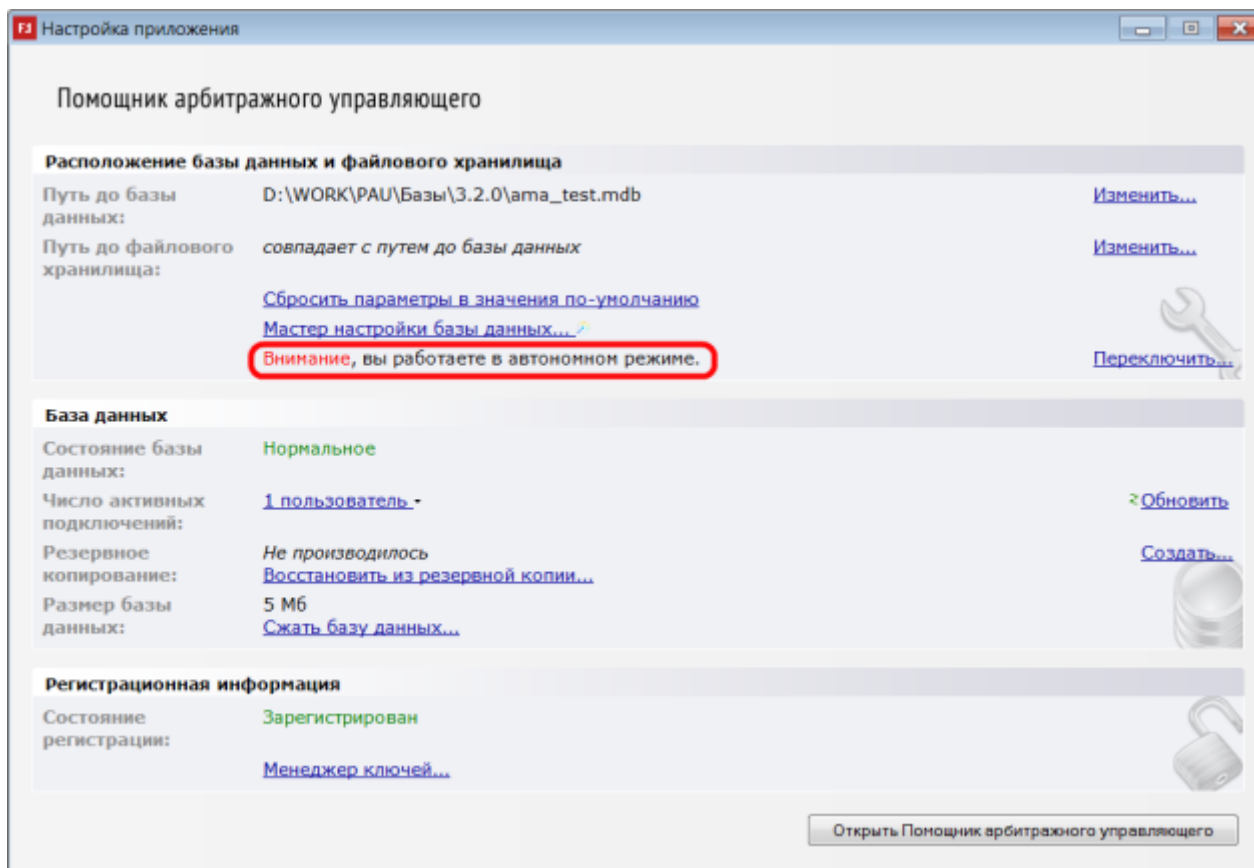 Настройка приложения
Помощник арбитражного управляющего
Расположение базы данных и файлового хранилища
Путь до базы данных: D:\WORK\PAU\Базы\3.2.0\ama_test.mdb Изменить...
Путь до файлового хранилища: совпадает с путем до базы данных Изменить...
Сбросить параметры в значения по-умолчанию
Мастер настройки базы данных...
Внимание, вы работаете в автономном режиме. Переключить...
База данных
Состояние базы данных: Нормальное
Число активных подключений: 1 пользователь Обновить
Резервное копирование: Не производилось Создать...
Восстановить из резервной копии...
Размер базы данных: 5 Мб
Сжать базу данных...
Регистрационная информация
Состояние регистрации: Зарегистрирован
Менеджер ключей...
Открыть Помощник арбитражного управляющего